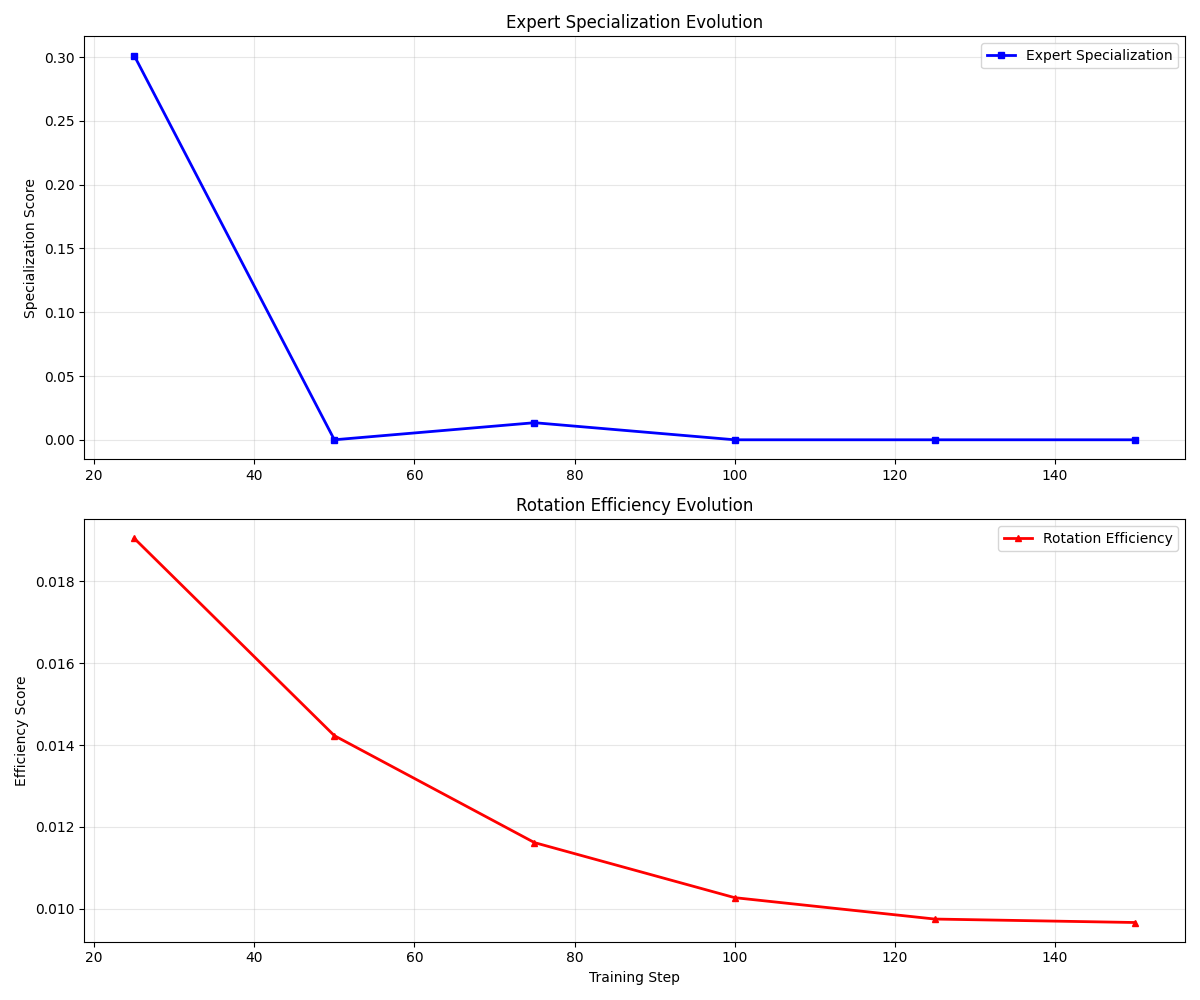 Expert Specialization Evolution
Expert Specialization
Specialization Score
0.30
0.25
0.20
0.15
0.10
0.05
0.00
20 40 60 80 100 120 140
Rotation Efficiency Evolution
Rotation Efficiency
Efficiency Score
0.018
0.016
0.014
0.012
0.010
20 40 60 80 100 120 140
Training Step